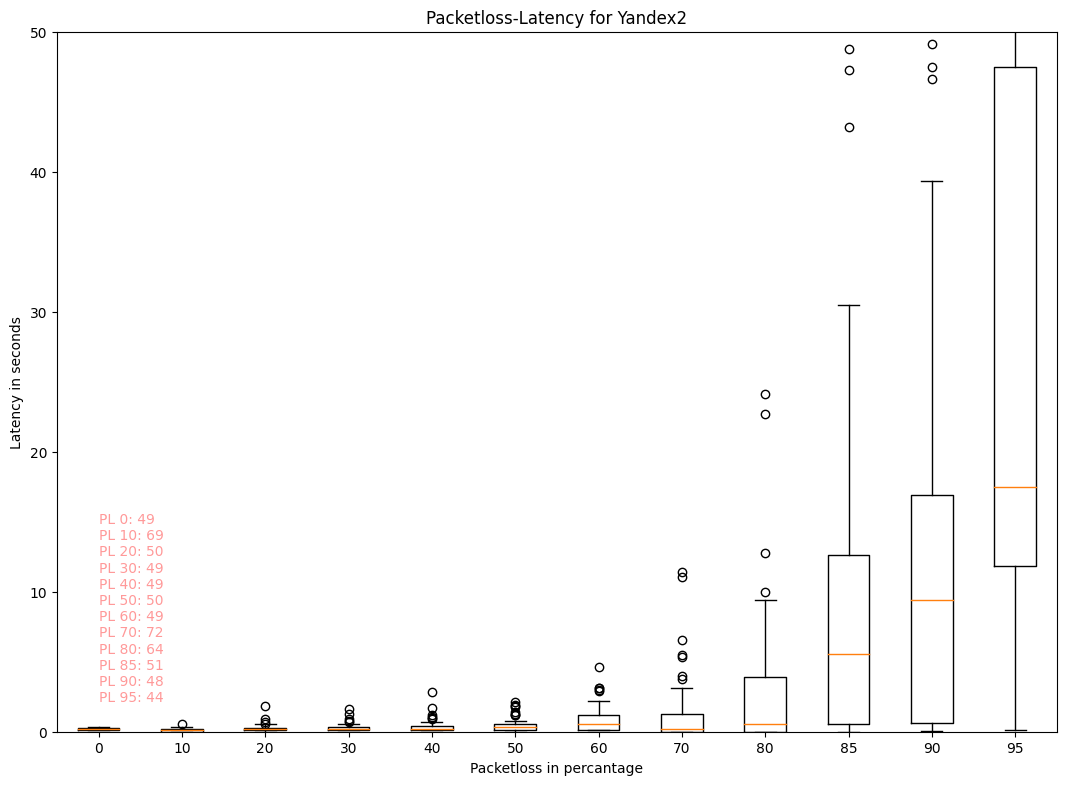 Packetloss-Latency for Yandex2
50
40
30
20
10
0
Latency in seconds
PL 0: 49
PL 10: 69
PL 20: 50
PL 30: 49
PL 40: 49
PL 50: 50
PL 60: 49
PL 70: 72
PL 80: 64
PL 85: 51
PL 90: 48
PL 95: 44
0 10 20 30 40 50 60 70 80 85 90 95
Packetloss in percantage